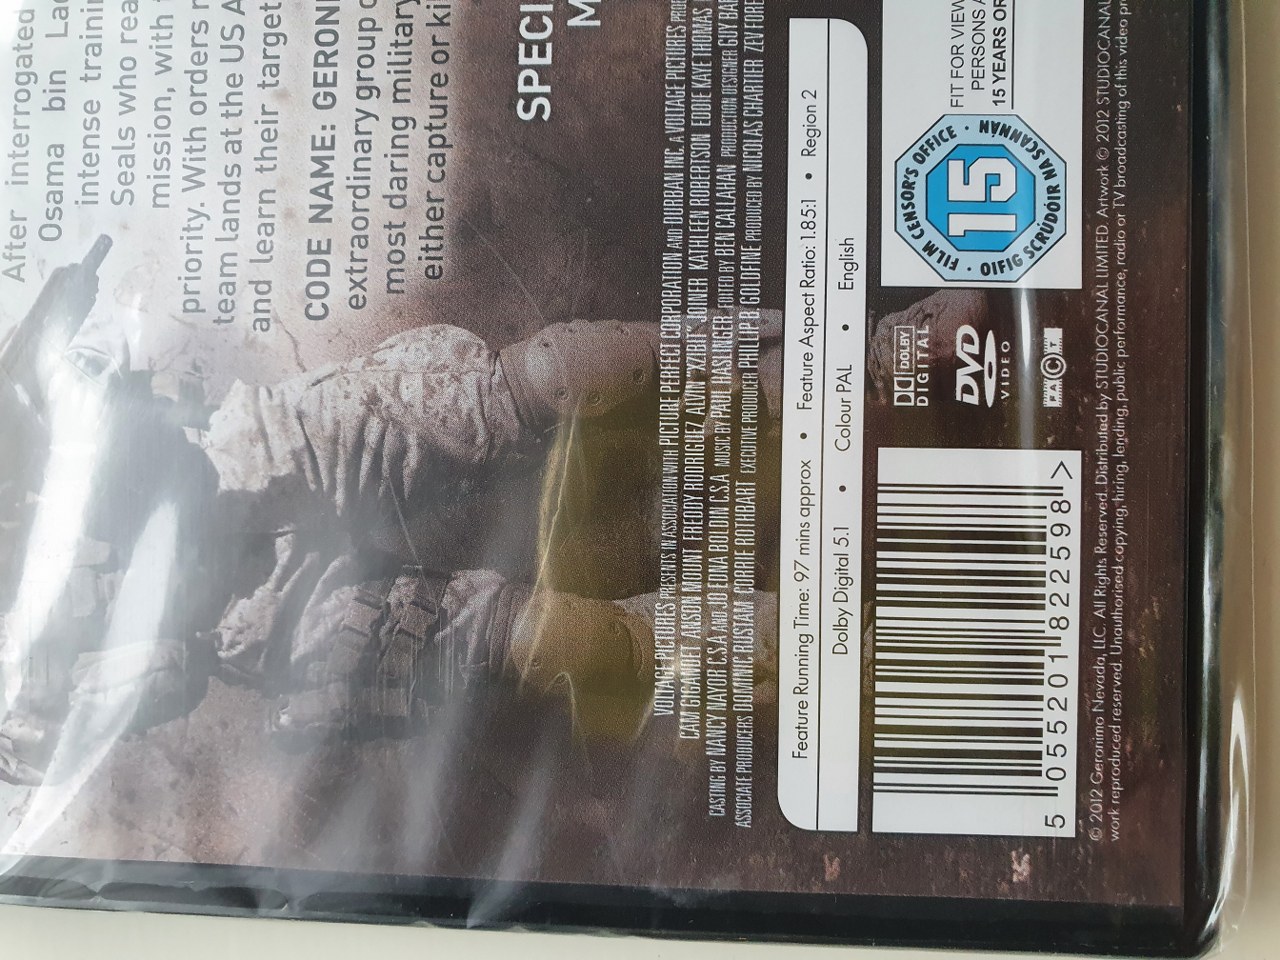 After interrogated
Osama bin Lad
intense trainin
Seals who rea
mission, with
priority. With orders
team lands at the US A
and learn their target
CODE NAME: GERONI
extraordinary group o
most daring military
either capture or kil
SPECI
M
VOLTAGE PICTURES PRESENTS IN ASSOCIATION WITH PICTURE PERFECT CORPORATION AND DURBAN INC. A VOLTAGE PICTURES
CAM GIGANDET ANSON MOUNT FREDDY RODRIGUEZ ALVIN "XZIBIT" JOINER KATHLEEN ROBERTSON EDDIE KAYE THOMAS
CASTING BY NANCY NAYOR C.S.A AND JO EDNA BOLDIN C.S.A MUSIC BY PAUL HASLINGER EDITED BY BEN CALLAHAN PRODUCTION DESIGNER GUY BAR
ASSOCIATE PRODUCERS DOMINIC RUSTAM CORRIE ROTHBART EXECUTIVE PRODUCER PHILLIP B. GOLDFINE PRODUCED BY NICOLAS CHARTIER ZEV FORE
Feature Running Time: 97 mins approx • Feature Aspect Ratio: 1.85:1 • Region 2
Dolby Digital 5.1 • Colour PAL • English
5 055201 822598 >
DOLBY
DIGITAL
DVD
VIDEO
FACT
FILM CENSOR'S OFFICE · OIFIG SCRÚDÓIR NA SCANNÁN ·
15
FIT FOR VIEW
PERSONS A
15 YEARS OR
© 2012 Geronimo Nevada, LLC. All Rights Reserved. Distributed by STUDIOCANAL LIMITED. Artwork © 2012 STUDIOCANAL
work reproduced reserved. Unauthorised copying, hiring, lending, public performance, radio or TV broadcasting of this video pr